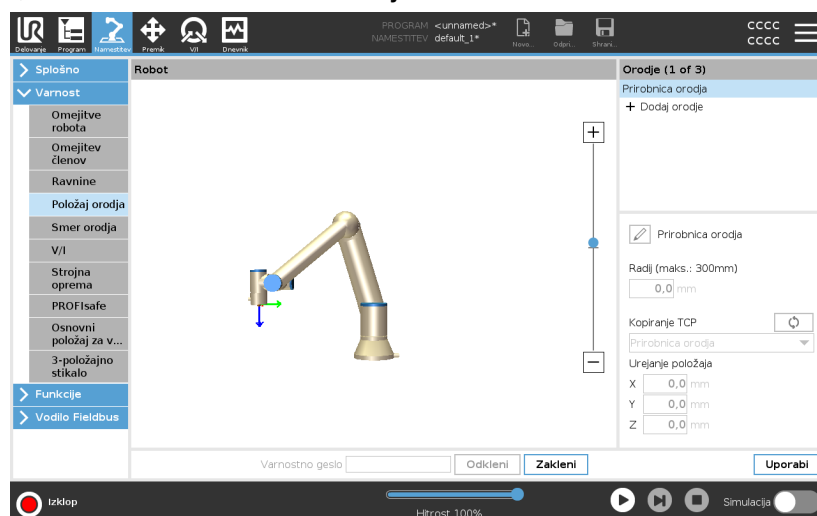 UR
Delovanje
Program
Namestitev
Premik
V/I
Dnevnik
PROGRAM <unnamed>*
NAMESTITEV default_1*
Novo...
Odpri...
Shrani...
CCCC
CCCC
Splošno
Varnost
Omejitve
robota
Omejitev
členov
Ravnine
Položaj orodja
Smer orodja
V/I
Strojna
oprema
PROFIsafe
Osnovni
položaj za v...
3-položajno
stikalo
Funkcije
Vodilo Fieldbus
Robot
Orodje (1 of 3)
Prirobnica orodja
+ Dodaj orodje
Prirobnica orodja
Radij (maks.: 300mm)
0,0 mm
Kopiranje TCP
Prirobnica orodja
Urejanje položaja
X 0,0 mm
Y 0,0 mm
Z 0,0 mm
Varnostno geslo
Odkleni
Zakleni
Uporabi
Izklop
Hitrost 100%
Simulacija